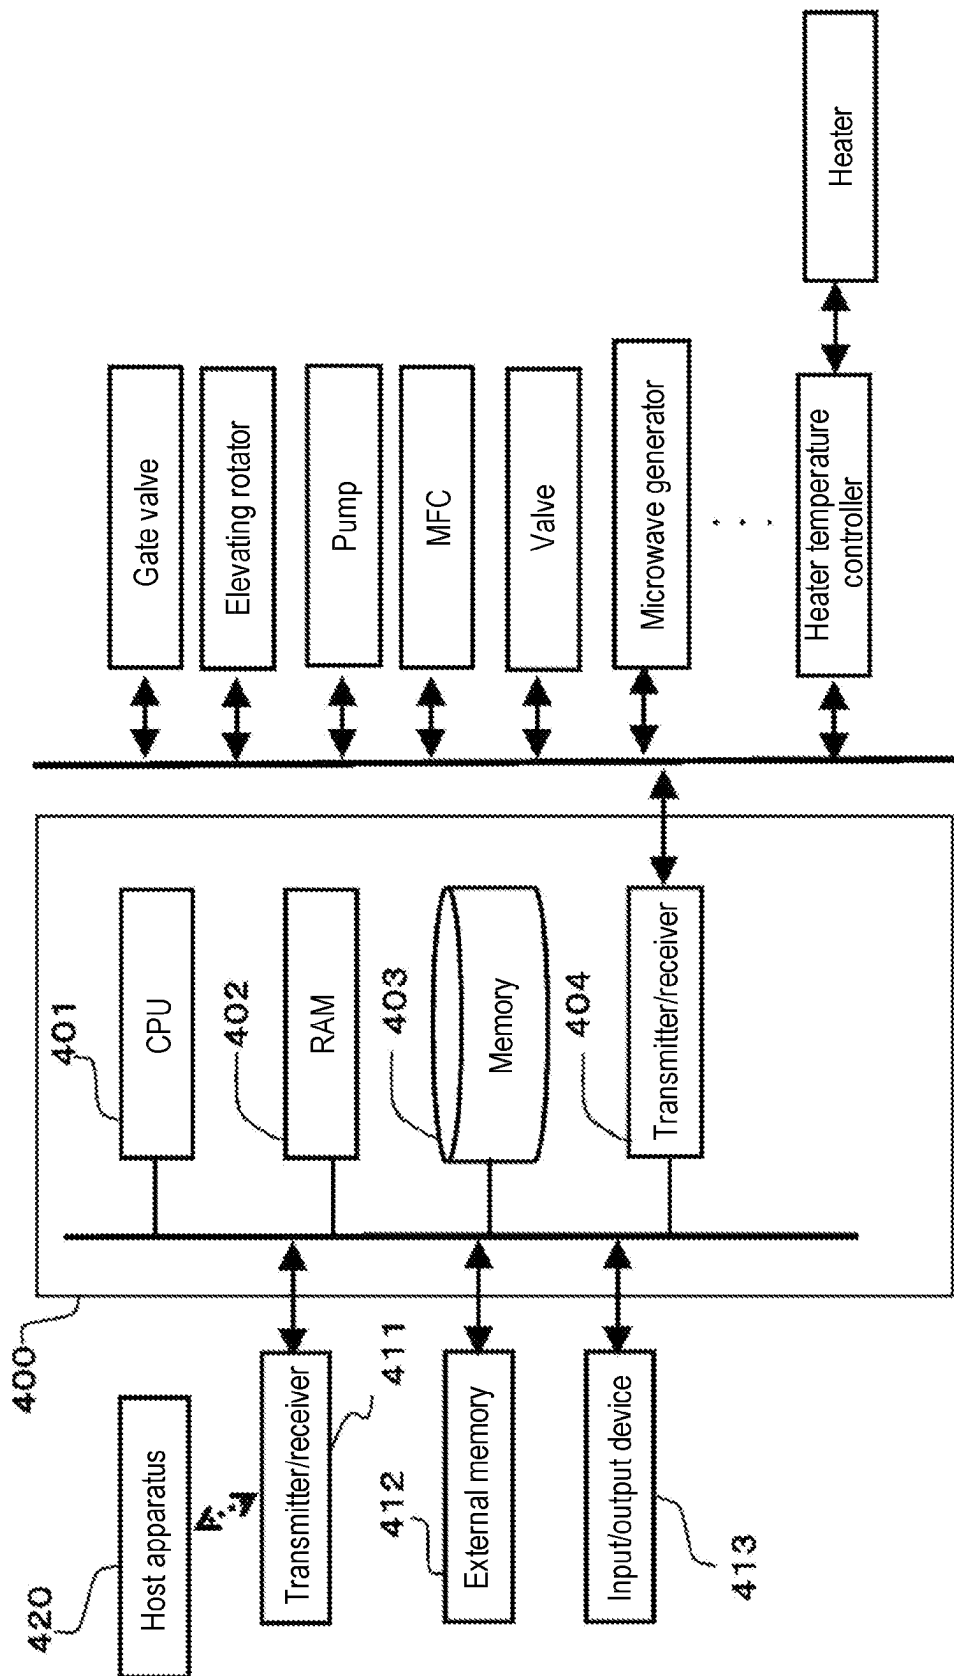 420
Host apparatus
400
Transmitter/receiver
411
412
External memory
Input/output device
413
401
CPU
402
RAM
403
Memory
404
Transmitter/receiver
Gate valve
Elevating rotator
Pump
MFC
Valve
Microwave generator
Heater temperature
controller
Heater